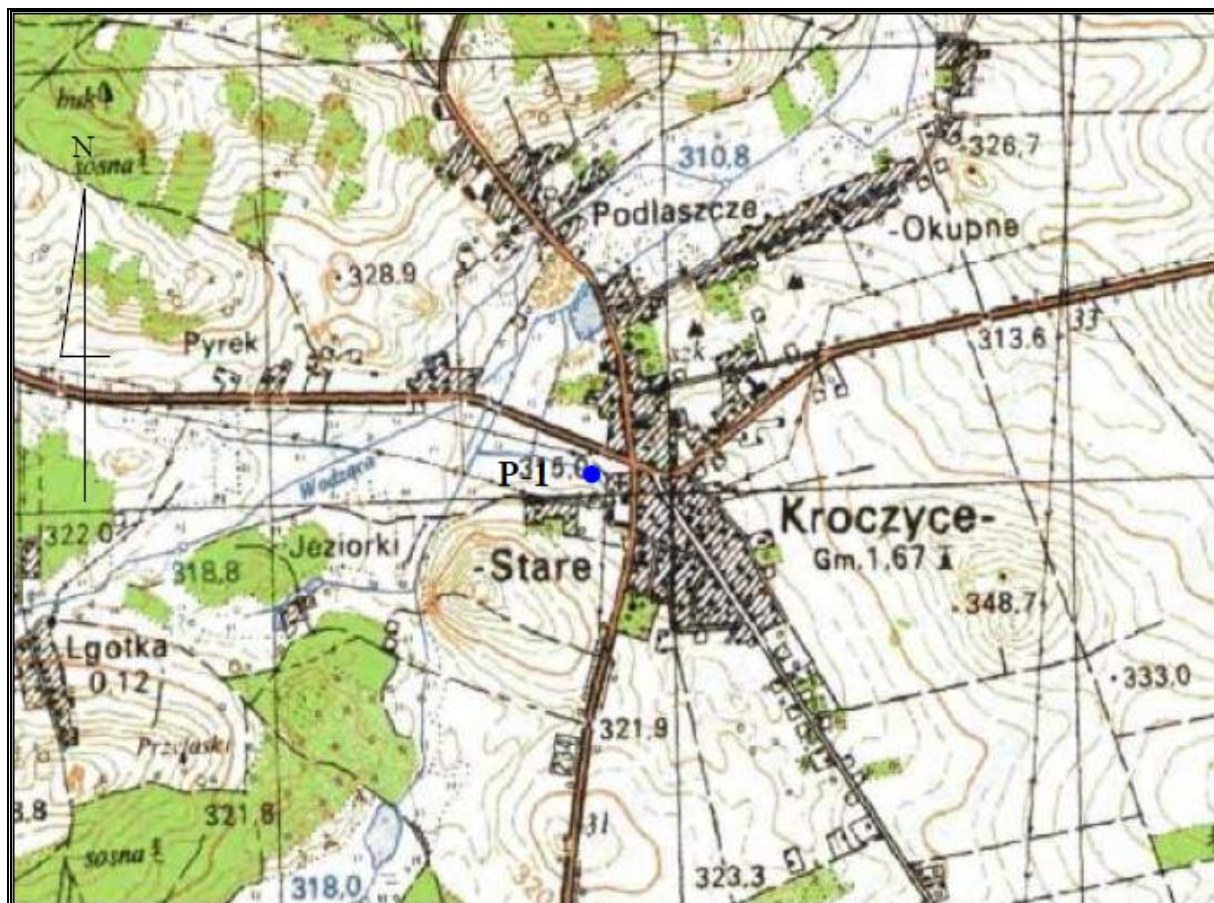 buk
N
sosna
310,8
326,7
Podlaszcze
-Okupne
328.9
33
313.6
Pyrek
szk
P-1
Wodząca
Kroczyce-
322.0
Jeziorki
-Stare
Gm.1,67
318,8
348.7
Lgotka
0.12
333.0
321.9
321.8
31
sosna
318,0
320
323.3